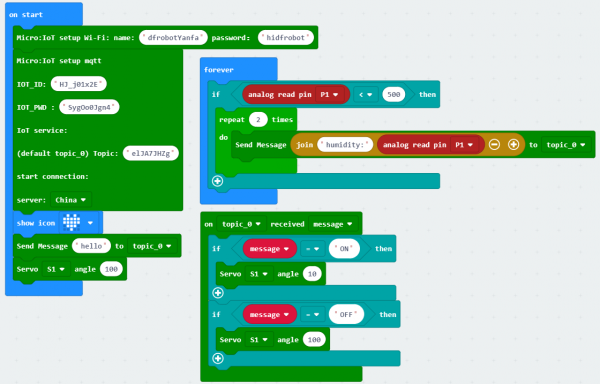 on start
Micro:IoT setup Wi-Fi: name: "dfrobotYanfa" password: "hidfrobot"
Micro:IoT setup mqtt
IOT_ID: "HJ_j01x2E"
IOT_PWD : "SygOo0Jgn4"
IoT service:
(default topic_0) Topic: "elJA7JHZg"
start connection:
server: China
show icon
Send Message "hello" to topic_0
Servo S1 angle 100
forever
if analog read pin P1 < 500 then
repeat 2 times
do Send Message join "humidity:" analog read pin P1 to topic_0
on topic_0 received message
if message = "ON" then
Servo S1 angle 10
if message = "OFF" then
Servo S1 angle 100